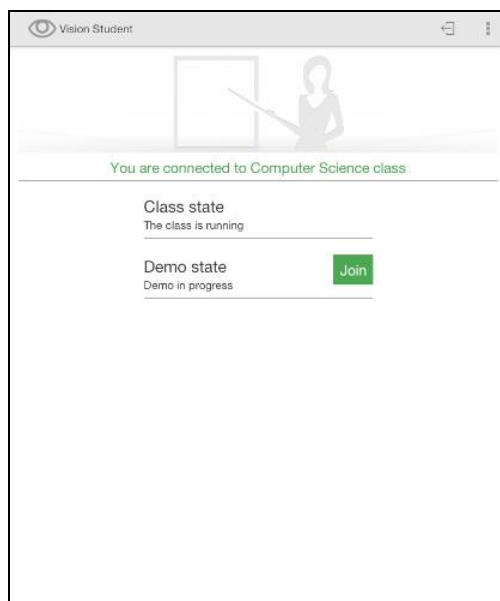 Vision Student
You are connected to Computer Science class
Class state
The class is running
Demo state
Join
Demo in progress